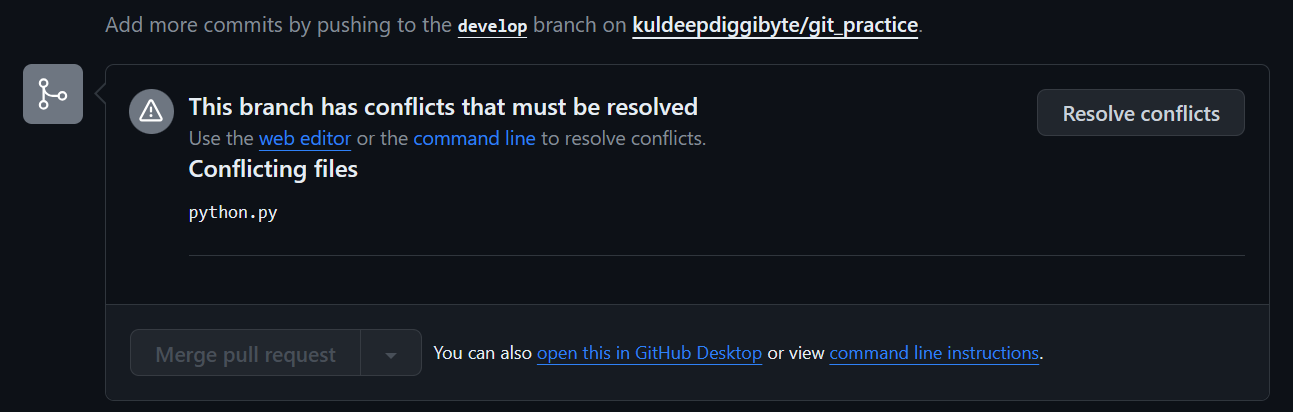 Add more commits by pushing to the develop branch on kuldeepdiggibyte/git_practice.
This branch has conflicts that must be resolved
Resolve conflicts
Use the web editor or the command line to resolve conflicts.
Conflicting files
python.py
Merge pull request
You can also open this in GitHub Desktop or view command line instructions.